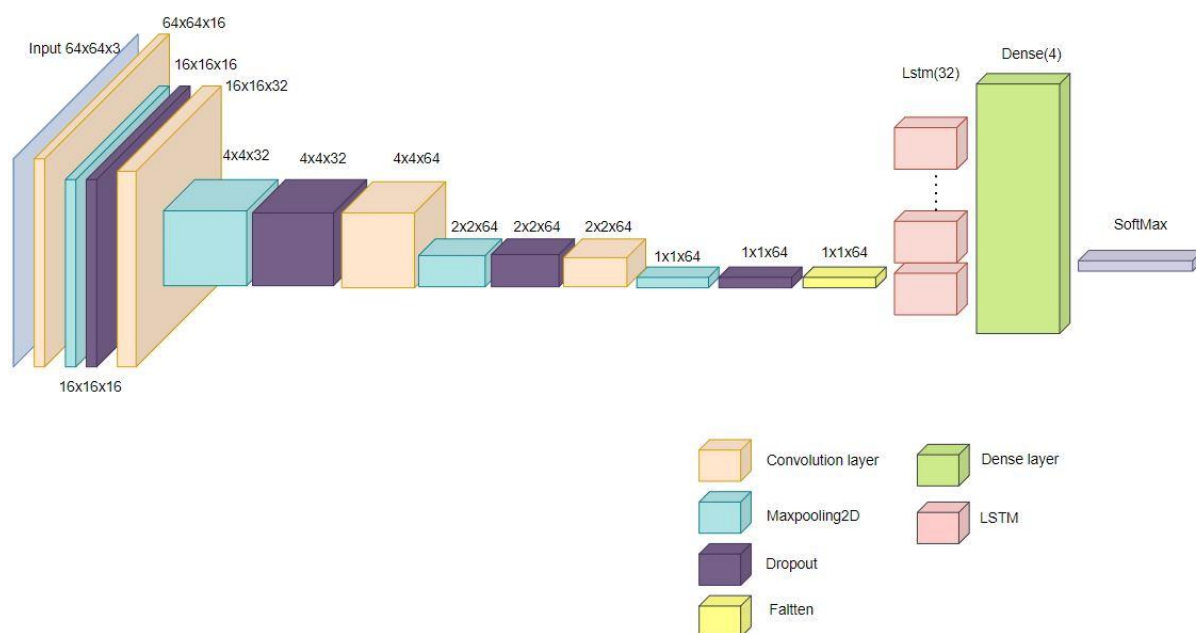 64x64x16
Input 64x64x3
16x16x16
16x16x32
16x16x16
4x4x32
4x4x32
4x4x64
2x2x64
2x2x64
2x2x64
1x1x64
1x1x64
1x1x64
Lstm(32)
Dense(4)
SoftMax
Convolution layer
Maxpooling2D
Dropout
Faltten
Dense layer
LSTM